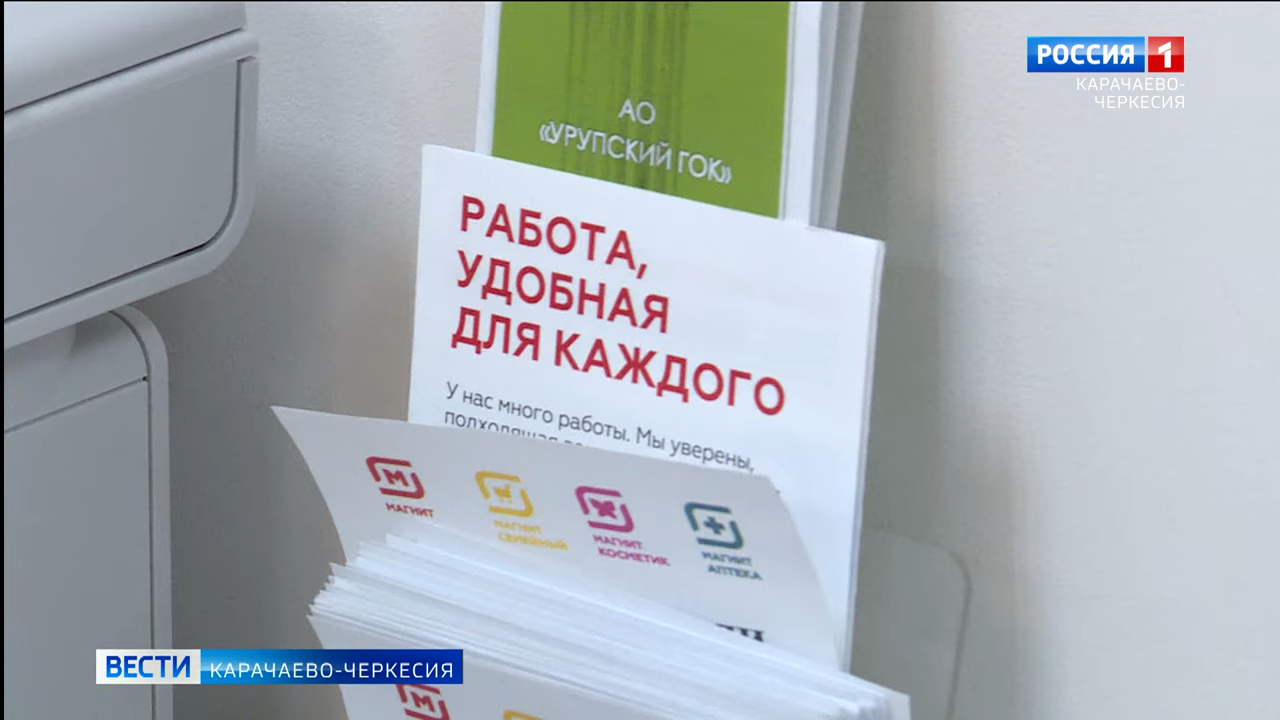 РОССИЯ 1
КАРАЧАЕВО-
ЧЕРКЕСИЯ
АО
«УРУПСКИЙ ГОК»
РАБОТА,
УДОБНАЯ
ДЛЯ КАЖДОГО
У нас много работы. Мы уверены,
подходящая
МАГНИТ
МАГНИТ
СЕМЕЙНЫЙ
МАГНИТ
КОСМЕТИК
МАГНИТ
АПТЕКА
ВЕСТИ КАРАЧАЕВО-ЧЕРКЕСИЯ